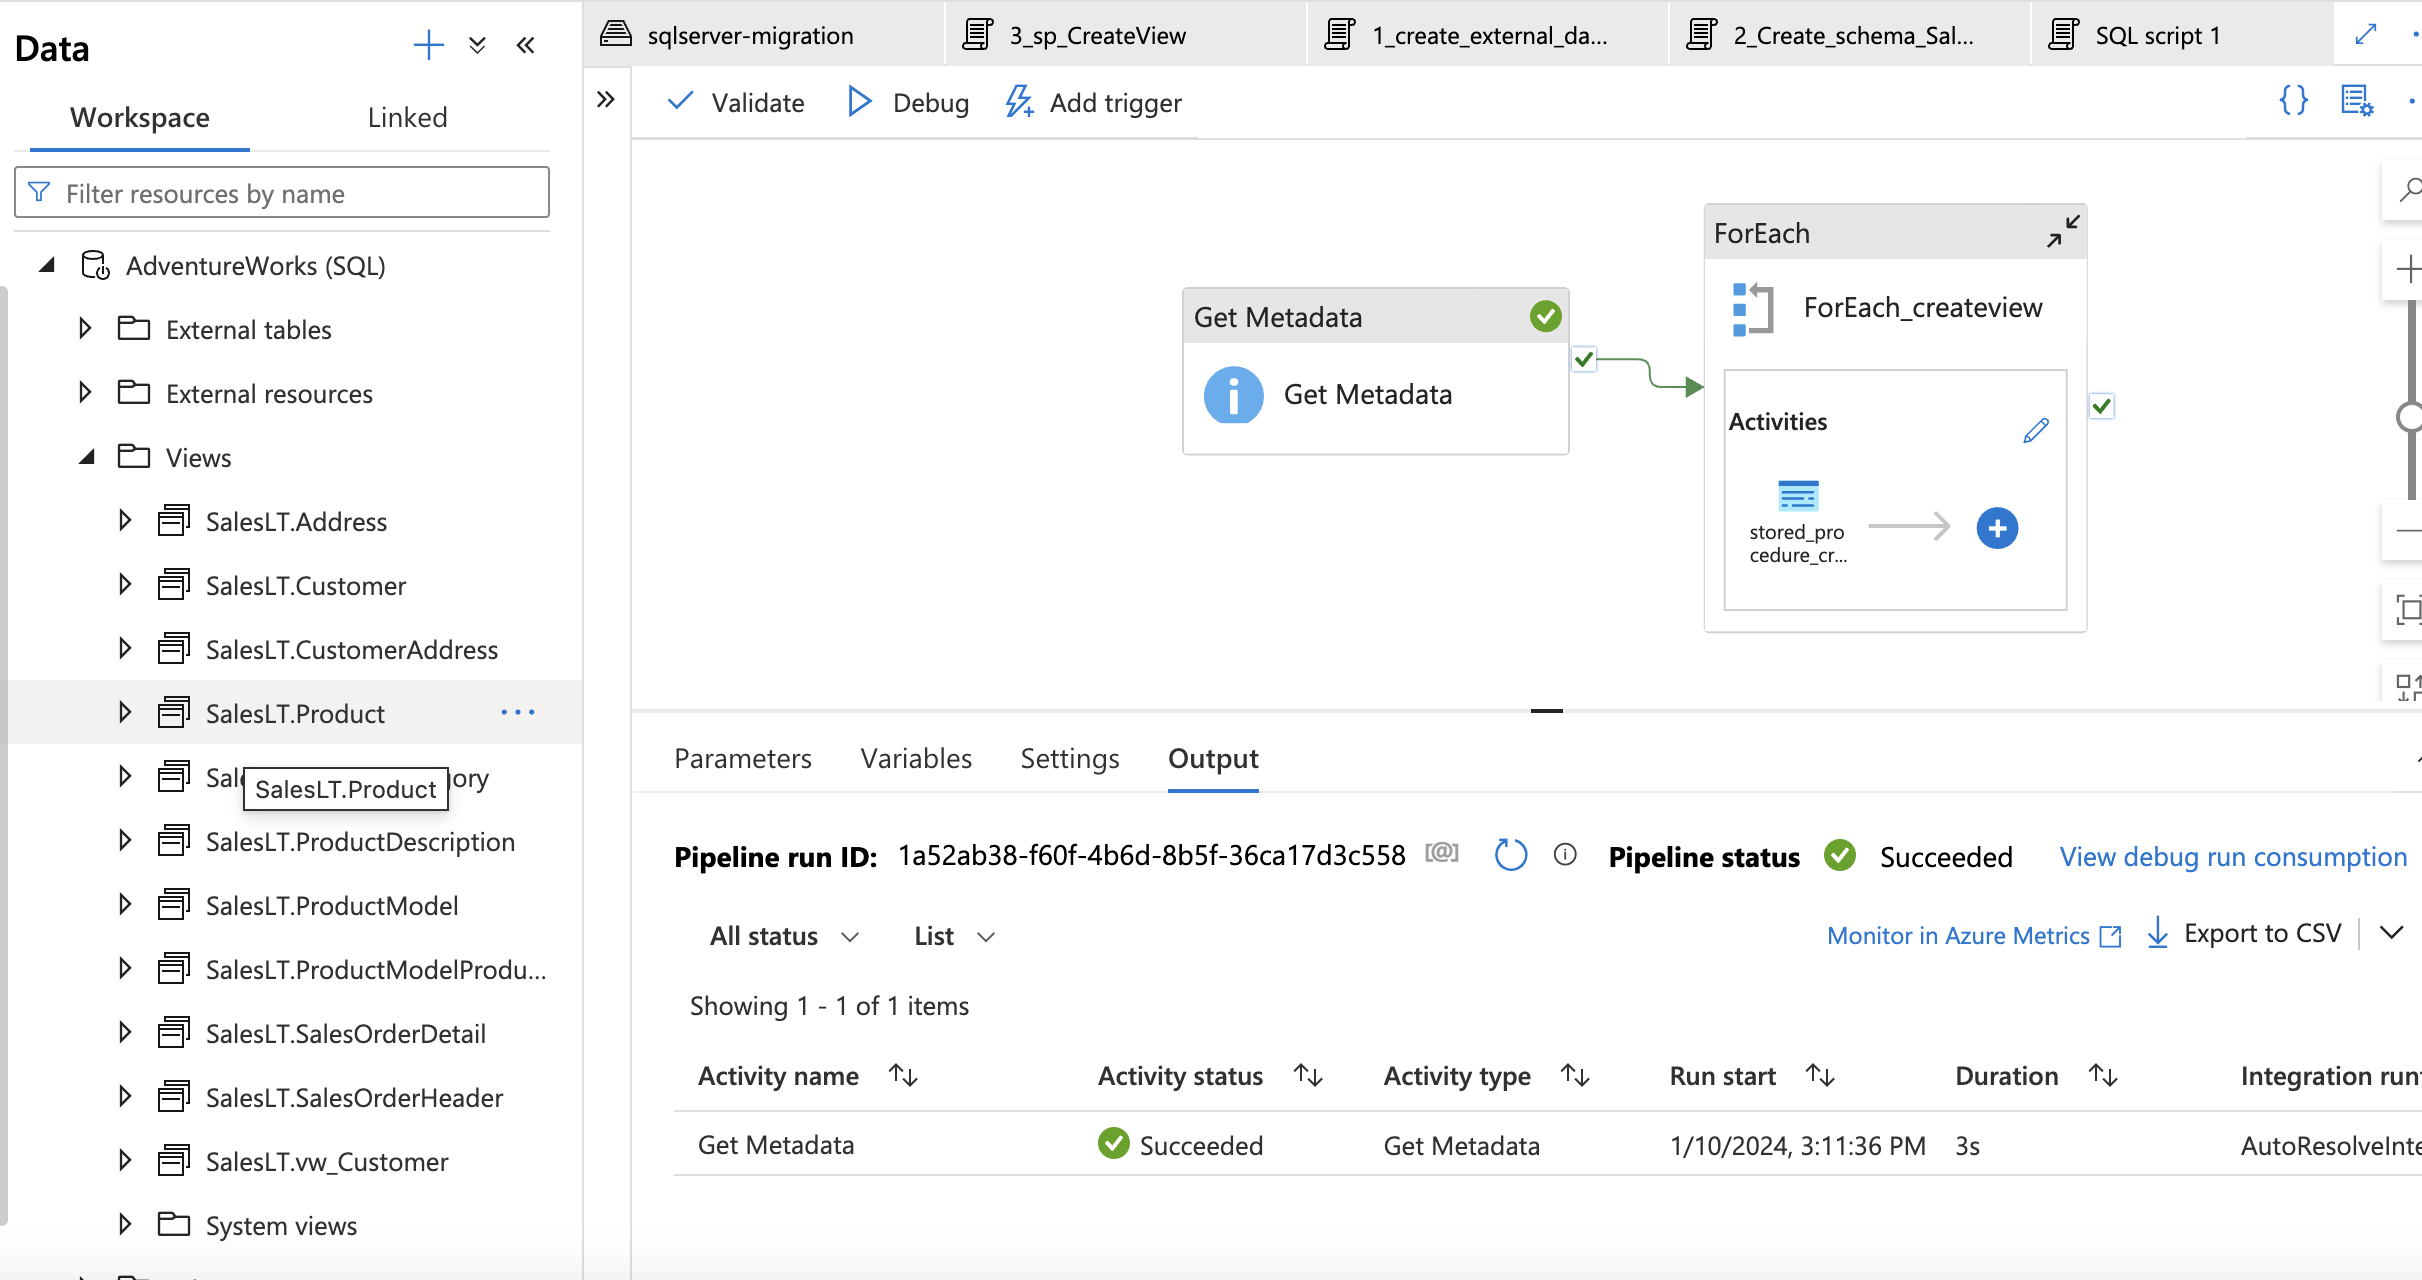 Data
Workspace
Linked
Filter resources by name
AdventureWorks (SQL)
External tables
External resources
Views
SalesLT.Address
SalesLT.Customer
SalesLT.CustomerAddress
SalesLT.Product
SalesLT.Product
ory
SalesLT.ProductDescription
SalesLT.ProductModel
SalesLT.ProductModelProdu...
SalesLT.SalesOrderDetail
SalesLT.SalesOrderHeader
SalesLT.vw_Customer
System views
sqlserver-migration
3_sp_CreateView
1_create_external_da...
2_Create_schema_Sal...
SQL script 1
Validate
Debug
Add trigger
Get Metadata
Get Metadata
ForEach
ForEach_createview
Activities
stored_pro
cedure_cr...
Parameters
Variables
Settings
Output
Pipeline run ID: 1a52ab38-f60f-4b6d-8b5f-36ca17d3c558
Pipeline status
Succeeded
View debug run consumption
All status
List
Monitor in Azure Metrics
Export to CSV
Showing 1 - 1 of 1 items
Activity name
Activity status
Activity type
Run start
Duration
Integration run
Get Metadata
Succeeded
Get Metadata
1/10/2024, 3:11:36 PM
3s
AutoResolveInte